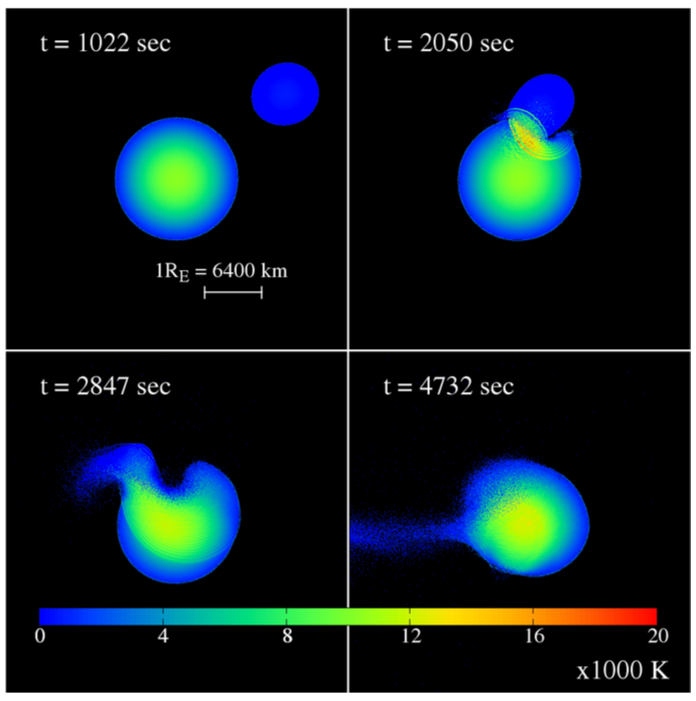 t = 1022 sec
t = 2050 sec
1R_E = 6400 km
t = 2847 sec
t = 4732 sec
0 4 8 12 16 20
x1000 K